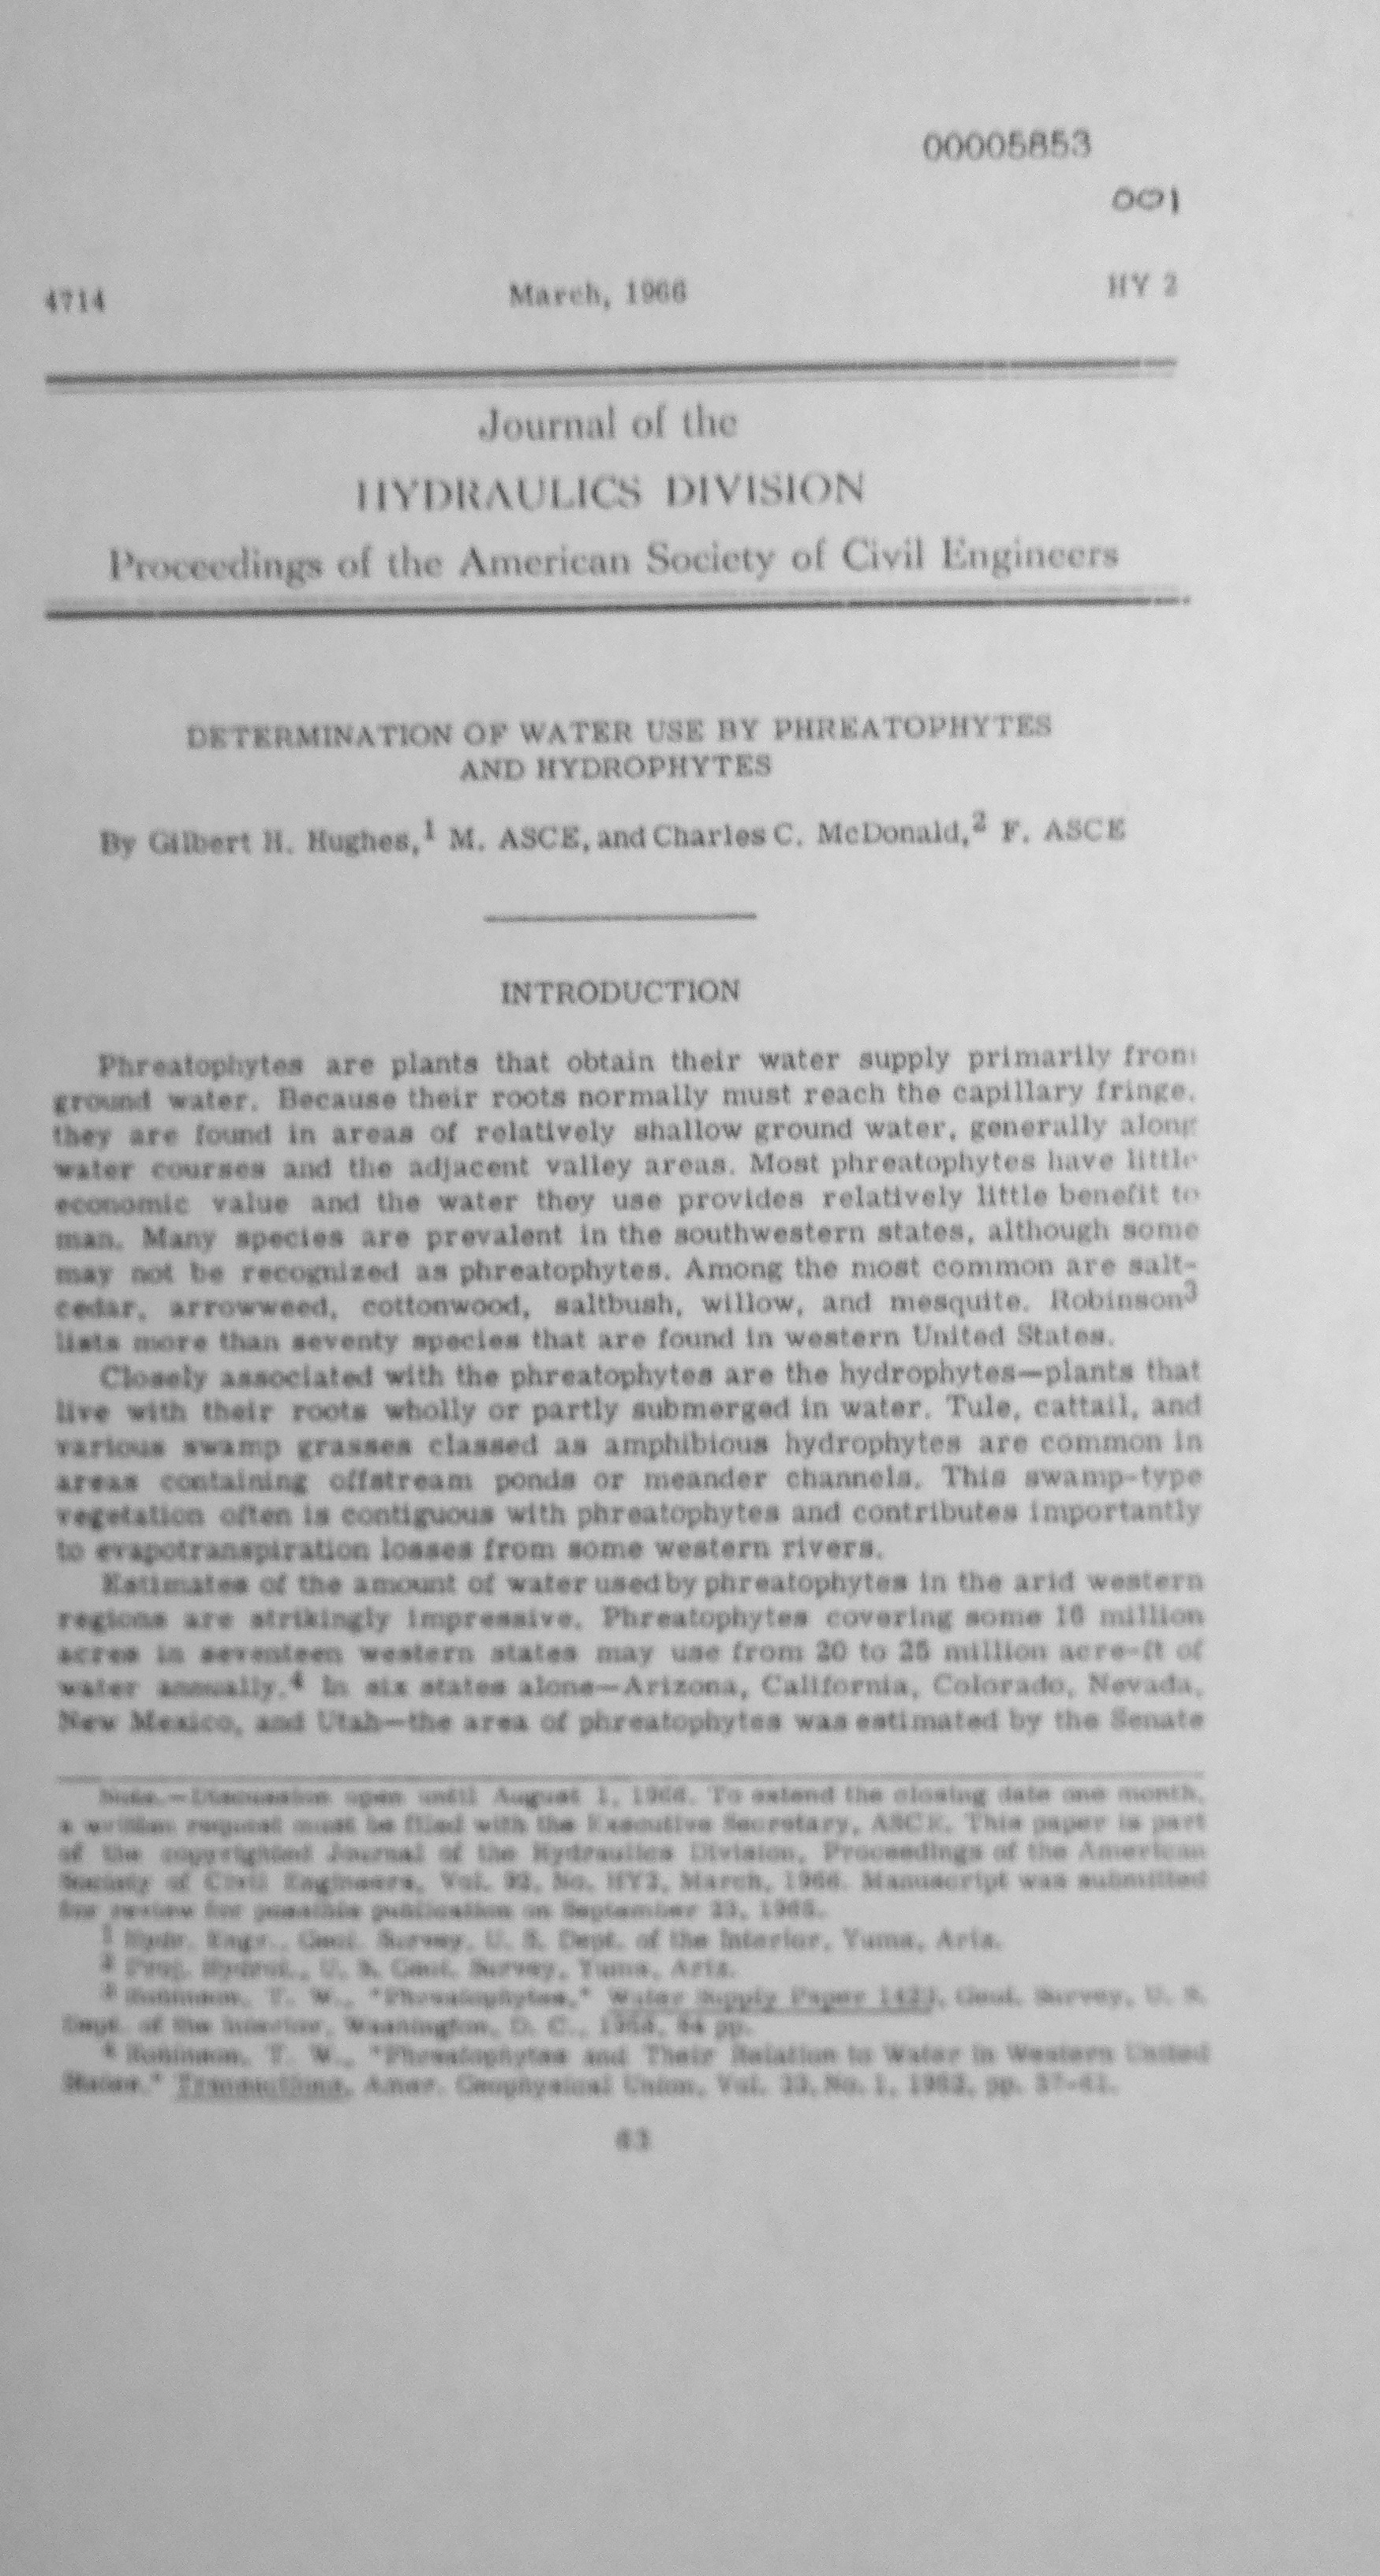 00005853
001
4714 March, 1966 HY 2
Journal of the
HYDRAULICS DIVISION
Proceedings of the American Society of Civil Engineers
DETERMINATION OF WATER USE BY PHREATOPHYTES
AND HYDROPHYTES
By Gilbert H. Hughes,1 M. ASCE, and Charles C. McDonald,2 F. ASCE
INTRODUCTION
Phreatophytes are plants that obtain their water supply primarily from
ground water. Because their roots normally must reach the capillary fringe,
they are found in areas of relatively shallow ground water, generally along
water courses and the adjacent valley areas. Most phreatophytes have little
economic value and the water they use provides relatively little benefit to
man. Many species are prevalent in the southwestern states, although some
may not be recognized as phreatophytes. Among the most common are salt-
cedar, arrowweed, cottonwood, saltbush, willow, and mesquite. Robinson3
lists more than seventy species that are found in western United States.
Closely associated with the phreatophytes are the hydrophytes—plants that
live with their roots wholly or partly submerged in water. Tule, cattail, and
various swamp grasses classed as amphibious hydrophytes are common in
areas containing offstream ponds or meander channels. This swamp-type
vegetation often is contiguous with phreatophytes and contributes importantly
to evapotranspiration losses from some western rivers.
Estimates of the amount of water used by phreatophytes in the arid western
regions are strikingly impressive. Phreatophytes covering some 16 million
acres in seventeen western states may use from 20 to 25 million acre-ft of
water annually.4 In six states alone—Arizona, California, Colorado, Nevada,
New Mexico, and Utah—the area of phreatophytes was estimated by the Senate
Note.—Discussion open until August 1, 1966. To extend the closing date one month,
a written request must be filed with the Executive Secretary, ASCE. This paper is part
of the copyrighted Journal of the Hydraulics Division, Proceedings of the American
Society of Civil Engineers, Vol. 92, No. HY2, March, 1966. Manuscript was submitted
for review for possible publication on September 23, 1965.
1 Hydr. Engr., Geol. Survey, U. S. Dept. of the Interior, Yuma, Ariz.
2 Proj. Hydrol., U. S. Geol. Survey, Yuma, Ariz.
3 Robinson, T. W., "Phreatophytes," Water Supply Paper 1423, Geol. Survey, U. S.
Dept. of the Interior, Washington, D. C., 1958, 84 pp.
4 Robinson, T. W., "Phreatophytes and Their Relation to Water in Western United
States," Transactions, Amer. Geophysical Union, Vol. 33, No. 1, 1952, pp. 57-61.
63